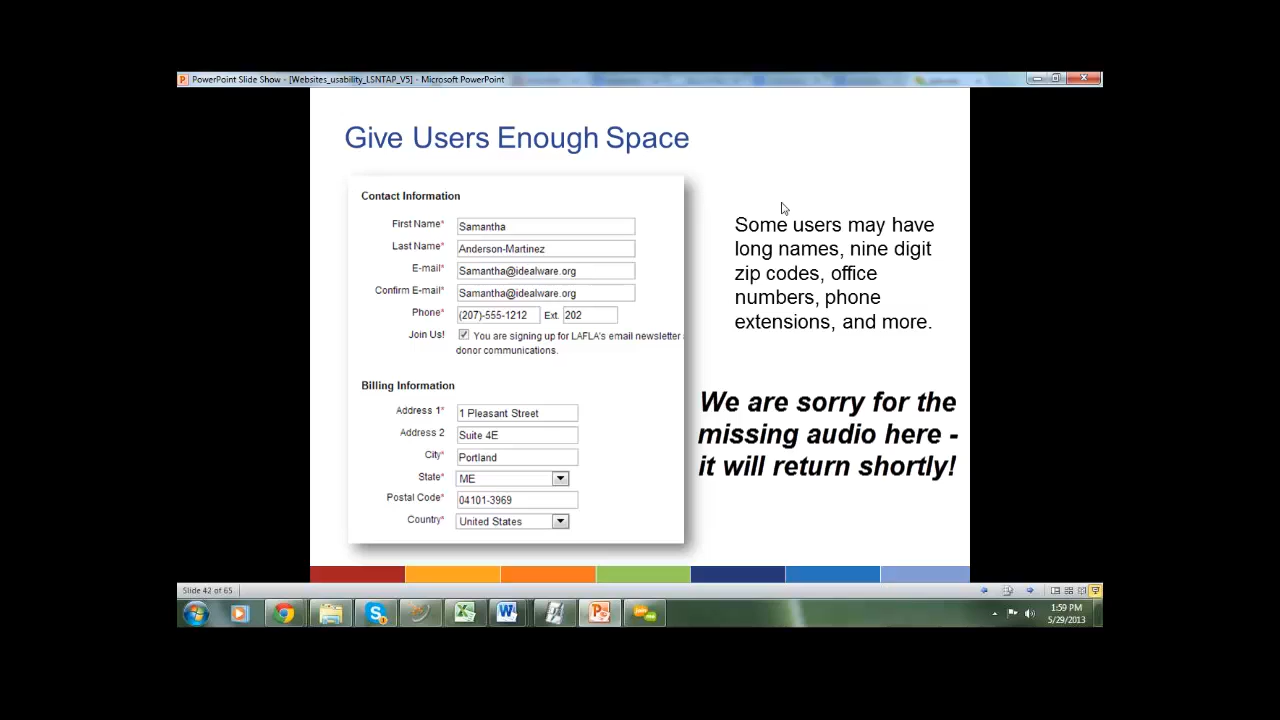 PowerPoint Slide Show - [Websites_usability_LSNTAP_V5] - Microsoft PowerPoint
Give Users Enough Space
Contact Information
First Name* Samantha
Last Name* Anderson-Martinez
E-mail* Samantha@idealware.org
Confirm E-mail* Samantha@idealware.org
Phone* (207)-555-1212 Ext. 202
Join Us! You are signing up for LAFLA's email newsletter
donor communications.
Billing Information
Address 1* 1 Pleasant Street
Address 2 Suite 4E
City* Portland
State* ME
Postal Code* 04101-3969
Country* United States
Some users may have
long names, nine digit
zip codes, office
numbers, phone
extensions, and more.
We are sorry for the
missing audio here -
it will return shortly!
Slide 42 of 65
1:59 PM
5/29/2013